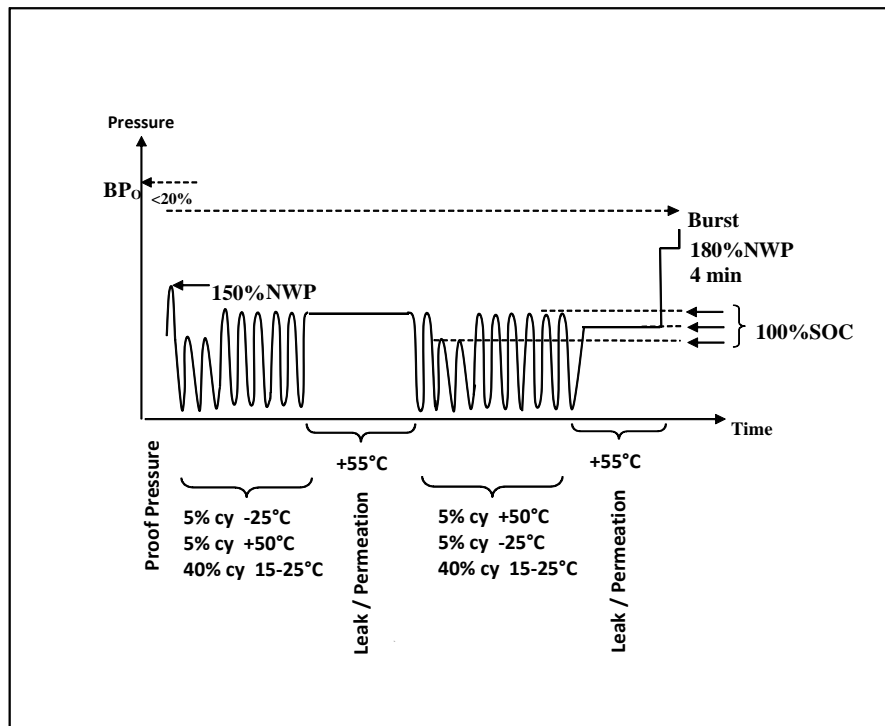 Pressure
BPO
<20%
Burst
180%NWP
4 min
150%NWP
100%SOC
Time
Proof Pressure
5% cy -25°C
5% cy +50°C
40% cy 15-25°C
+55°C
Leak / Permeation
5% cy +50°C
5% cy -25°C
40% cy 15-25°C
+55°C
Leak / Permeation